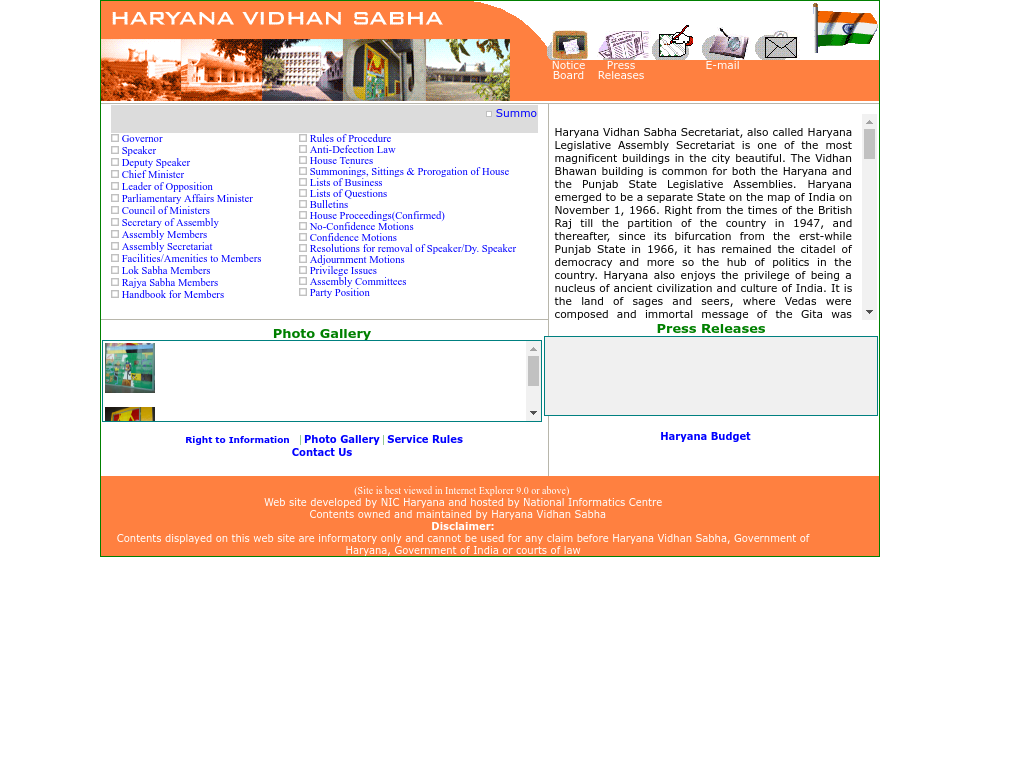 HARYANA VIDHAN SABHA
Notice Board
Press Releases
E-mail
Summo
Governor
Speaker
Deputy Speaker
Chief Minister
Leader of Opposition
Parliamentary Affairs Minister
Council of Ministers
Secretary of Assembly
Assembly Members
Assembly Secretariat
Facilities/Amenities to Members
Lok Sabha Members
Rajya Sabha Members
Handbook for Members
Rules of Procedure
Anti-Defection Law
House Tenures
Summonings, Sittings & Prorogation of House
Lists of Business
Lists of Questions
Bulletins
House Proceedings(Confirmed)
No-Confidence Motions
Confidence Motions
Resolutions for removal of Speaker/Dy. Speaker
Adjournment Motions
Privilege Issues
Assembly Committees
Party Position
Haryana Vidhan Sabha Secretariat, also called Haryana
Legislative Assembly Secretariat is one of the most
magnificent buildings in the city beautiful. The Vidhan
Bhawan building is common for both the Haryana and
the Punjab State Legislative Assemblies. Haryana
emerged to be a separate State on the map of India on
November 1, 1966. Right from the times of the British
Raj till the partition of the country in 1947, and
thereafter, since its bifurcation from the erst-while
Punjab State in 1966, it has remained the citadel of
democracy and more so the hub of politics in the
country. Haryana also enjoys the privilege of being a
nucleus of ancient civilization and culture of India. It is
the land of sages and seers, where Vedas were
composed and immortal message of the Gita was
Photo Gallery
Press Releases
Right to Information | Photo Gallery | Service Rules
Contact Us
Haryana Budget
(Site is best viewed in Internet Explorer 9.0 or above)
Web site developed by NIC Haryana and hosted by National Informatics Centre
Contents owned and maintained by Haryana Vidhan Sabha
Disclaimer:
Contents displayed on this web site are informatory only and cannot be used for any claim before Haryana Vidhan Sabha, Government of
Haryana, Government of India or courts of law